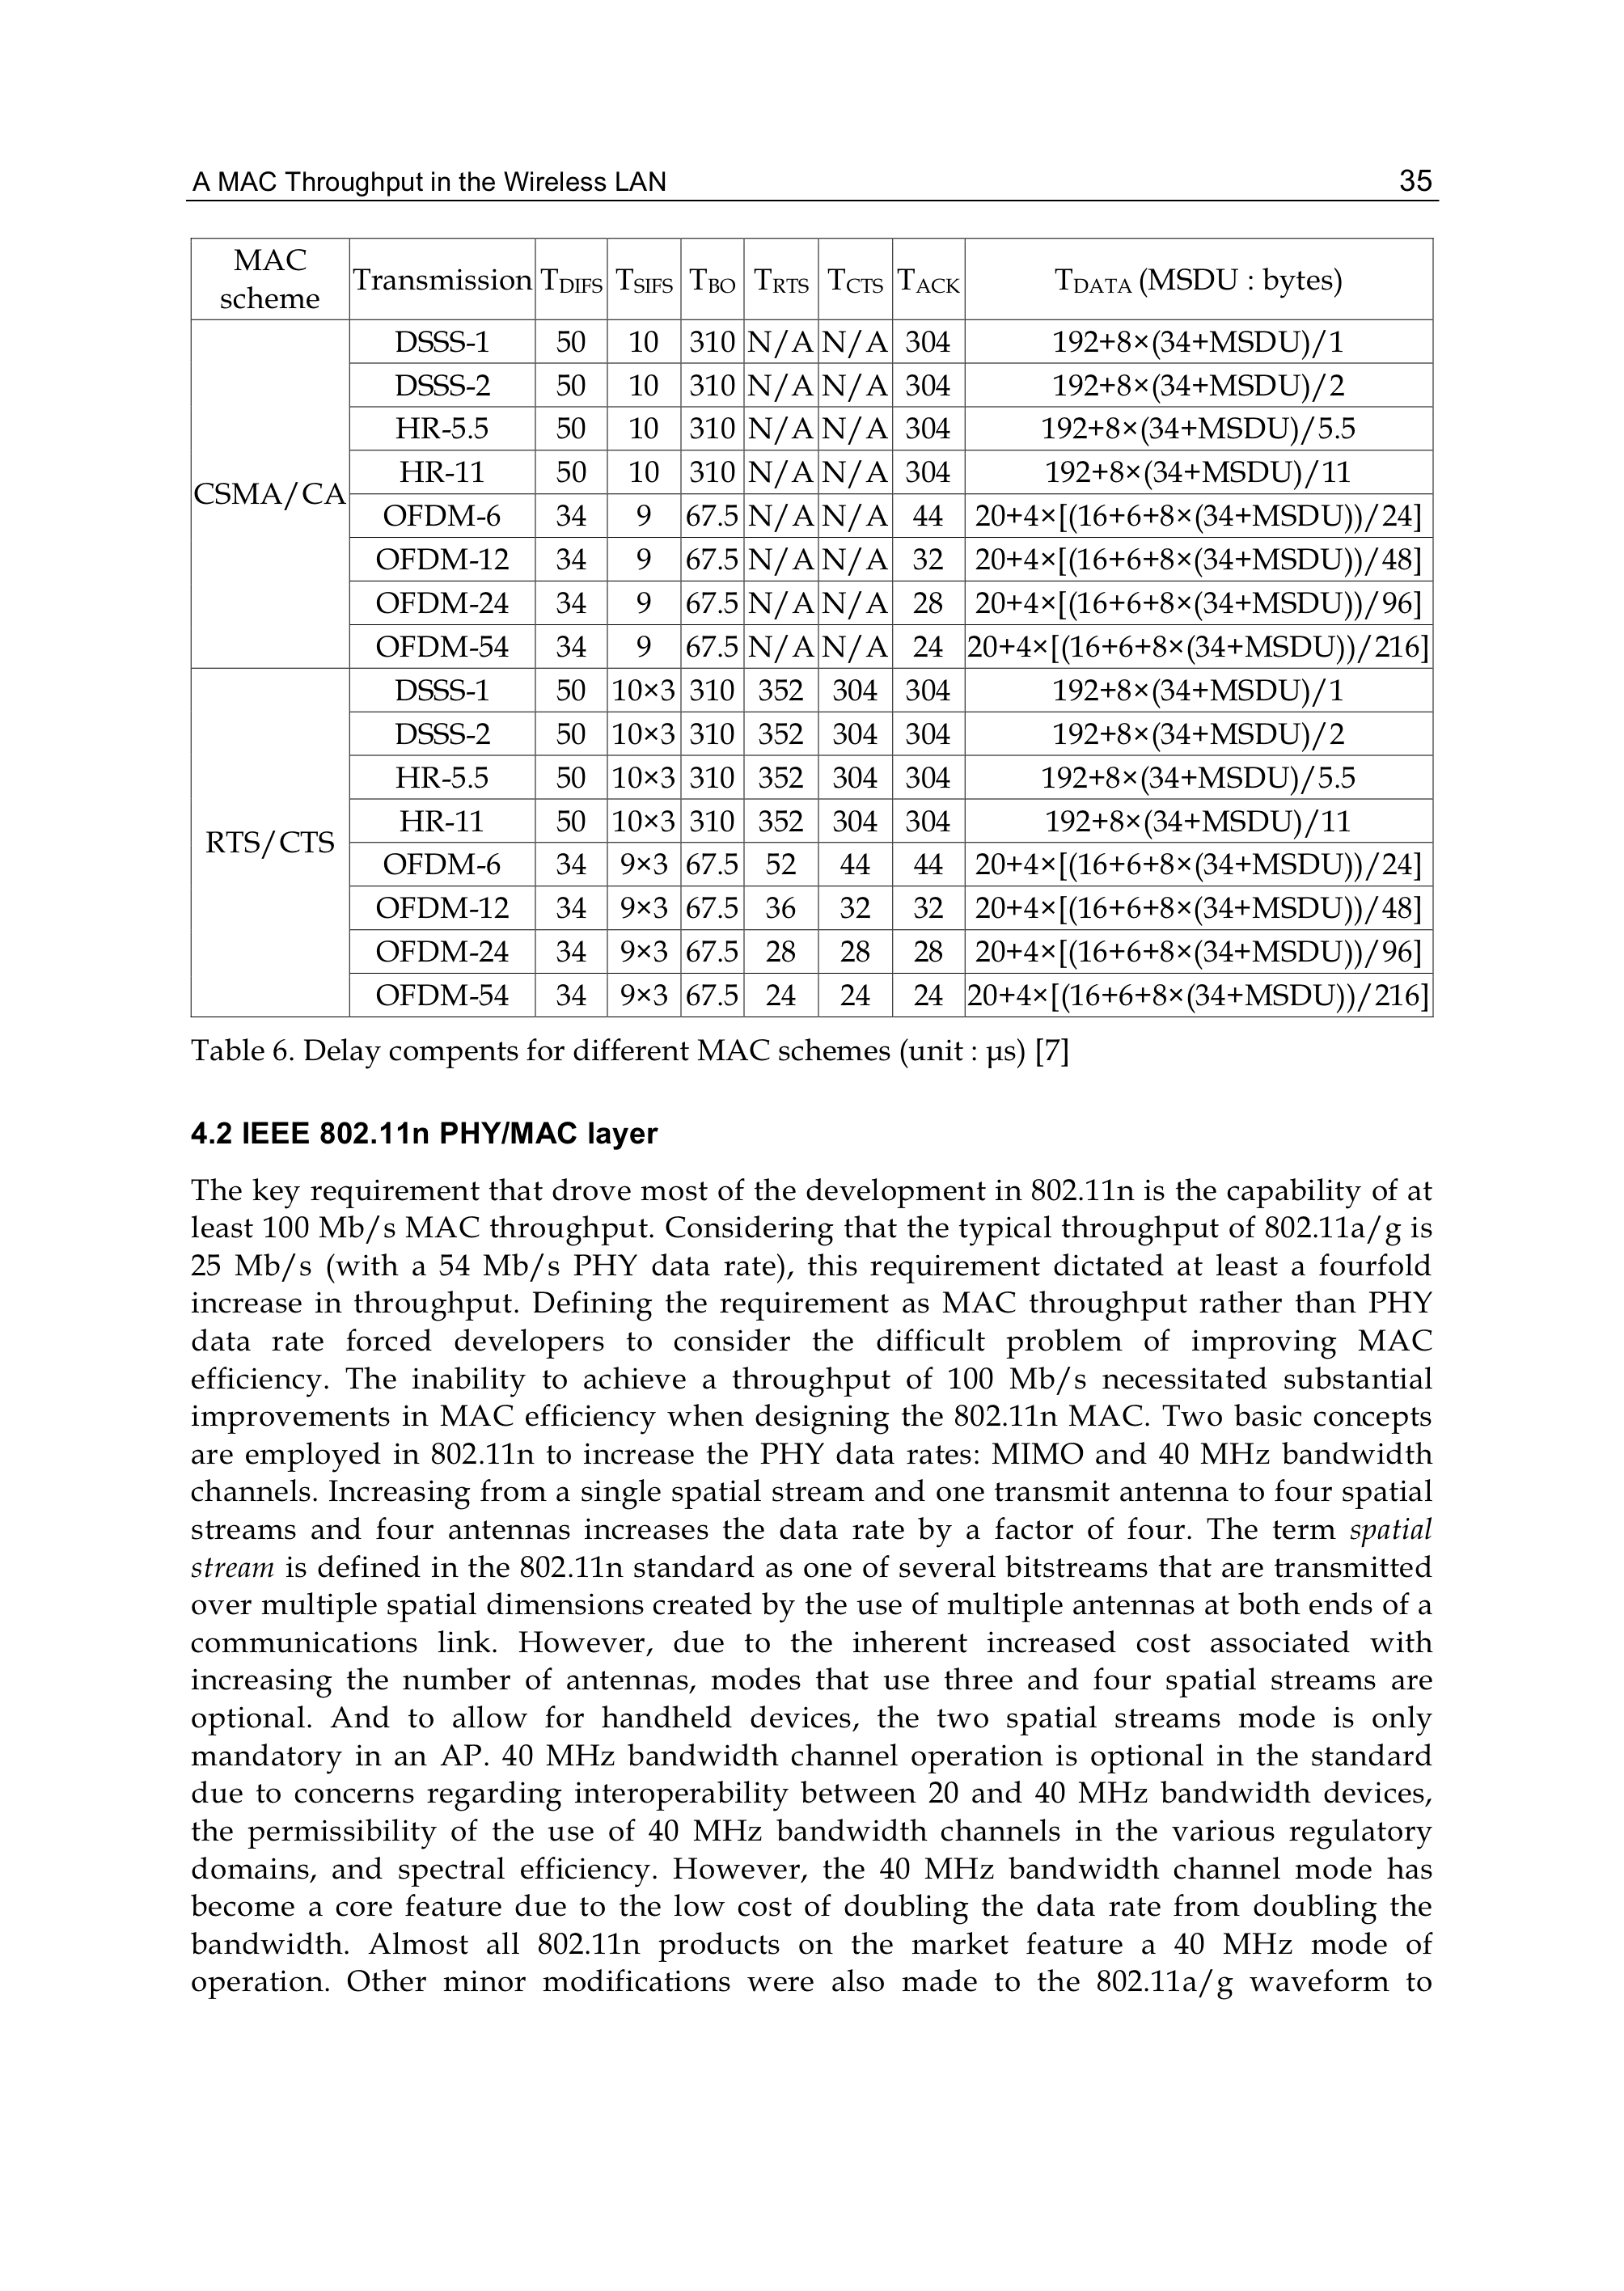 A MAC Throughput in the Wireless LAN 35
MAC scheme Transmission TDIFS TSIFS TBO TRTS TCTS TACK TDATA (MSDU : bytes)
CSMA/CA
DSSS-1 50 10 310 N/A N/A 304 192+8×(34+MSDU)/1
DSSS-2 50 10 310 N/A N/A 304 192+8×(34+MSDU)/2
HR-5.5 50 10 310 N/A N/A 304 192+8×(34+MSDU)/5.5
HR-11 50 10 310 N/A N/A 304 192+8×(34+MSDU)/11
OFDM-6 34 9 67.5 N/A N/A 44 20+4×[(16+6+8×(34+MSDU))/24]
OFDM-12 34 9 67.5 N/A N/A 32 20+4×[(16+6+8×(34+MSDU))/48]
OFDM-24 34 9 67.5 N/A N/A 28 20+4×[(16+6+8×(34+MSDU))/96]
OFDM-54 34 9 67.5 N/A N/A 24 20+4×[(16+6+8×(34+MSDU))/216]
RTS/CTS
DSSS-1 50 10×3 310 352 304 304 192+8×(34+MSDU)/1
DSSS-2 50 10×3 310 352 304 304 192+8×(34+MSDU)/2
HR-5.5 50 10×3 310 352 304 304 192+8×(34+MSDU)/5.5
HR-11 50 10×3 310 352 304 304 192+8×(34+MSDU)/11
OFDM-6 34 9×3 67.5 52 44 44 20+4×[(16+6+8×(34+MSDU))/24]
OFDM-12 34 9×3 67.5 36 32 32 20+4×[(16+6+8×(34+MSDU))/48]
OFDM-24 34 9×3 67.5 28 28 28 20+4×[(16+6+8×(34+MSDU))/96]
OFDM-54 34 9×3 67.5 24 24 24 20+4×[(16+6+8×(34+MSDU))/216]
Table 6. Delay compents for different MAC schemes (unit : μs) [7]
4.2 IEEE 802.11n PHY/MAC layer
The key requirement that drove most of the development in 802.11n is the capability of at
least 100 Mb/s MAC throughput. Considering that the typical throughput of 802.11a/g is
25 Mb/s (with a 54 Mb/s PHY data rate), this requirement dictated at least a fourfold
increase in throughput. Defining the requirement as MAC throughput rather than PHY
data rate forced developers to consider the difficult problem of improving MAC
efficiency. The inability to achieve a throughput of 100 Mb/s necessitated substantial
improvements in MAC efficiency when designing the 802.11n MAC. Two basic concepts
are employed in 802.11n to increase the PHY data rates: MIMO and 40 MHz bandwidth
channels. Increasing from a single spatial stream and one transmit antenna to four spatial
streams and four antennas increases the data rate by a factor of four. The term spatial
stream is defined in the 802.11n standard as one of several bitstreams that are transmitted
over multiple spatial dimensions created by the use of multiple antennas at both ends of a
communications link. However, due to the inherent increased cost associated with
increasing the number of antennas, modes that use three and four spatial streams are
optional. And to allow for handheld devices, the two spatial streams mode is only
mandatory in an AP. 40 MHz bandwidth channel operation is optional in the standard
due to concerns regarding interoperability between 20 and 40 MHz bandwidth devices,
the permissibility of the use of 40 MHz bandwidth channels in the various regulatory
domains, and spectral efficiency. However, the 40 MHz bandwidth channel mode has
become a core feature due to the low cost of doubling the data rate from doubling the
bandwidth. Almost all 802.11n products on the market feature a 40 MHz mode of
operation. Other minor modifications were also made to the 802.11a/g waveform to